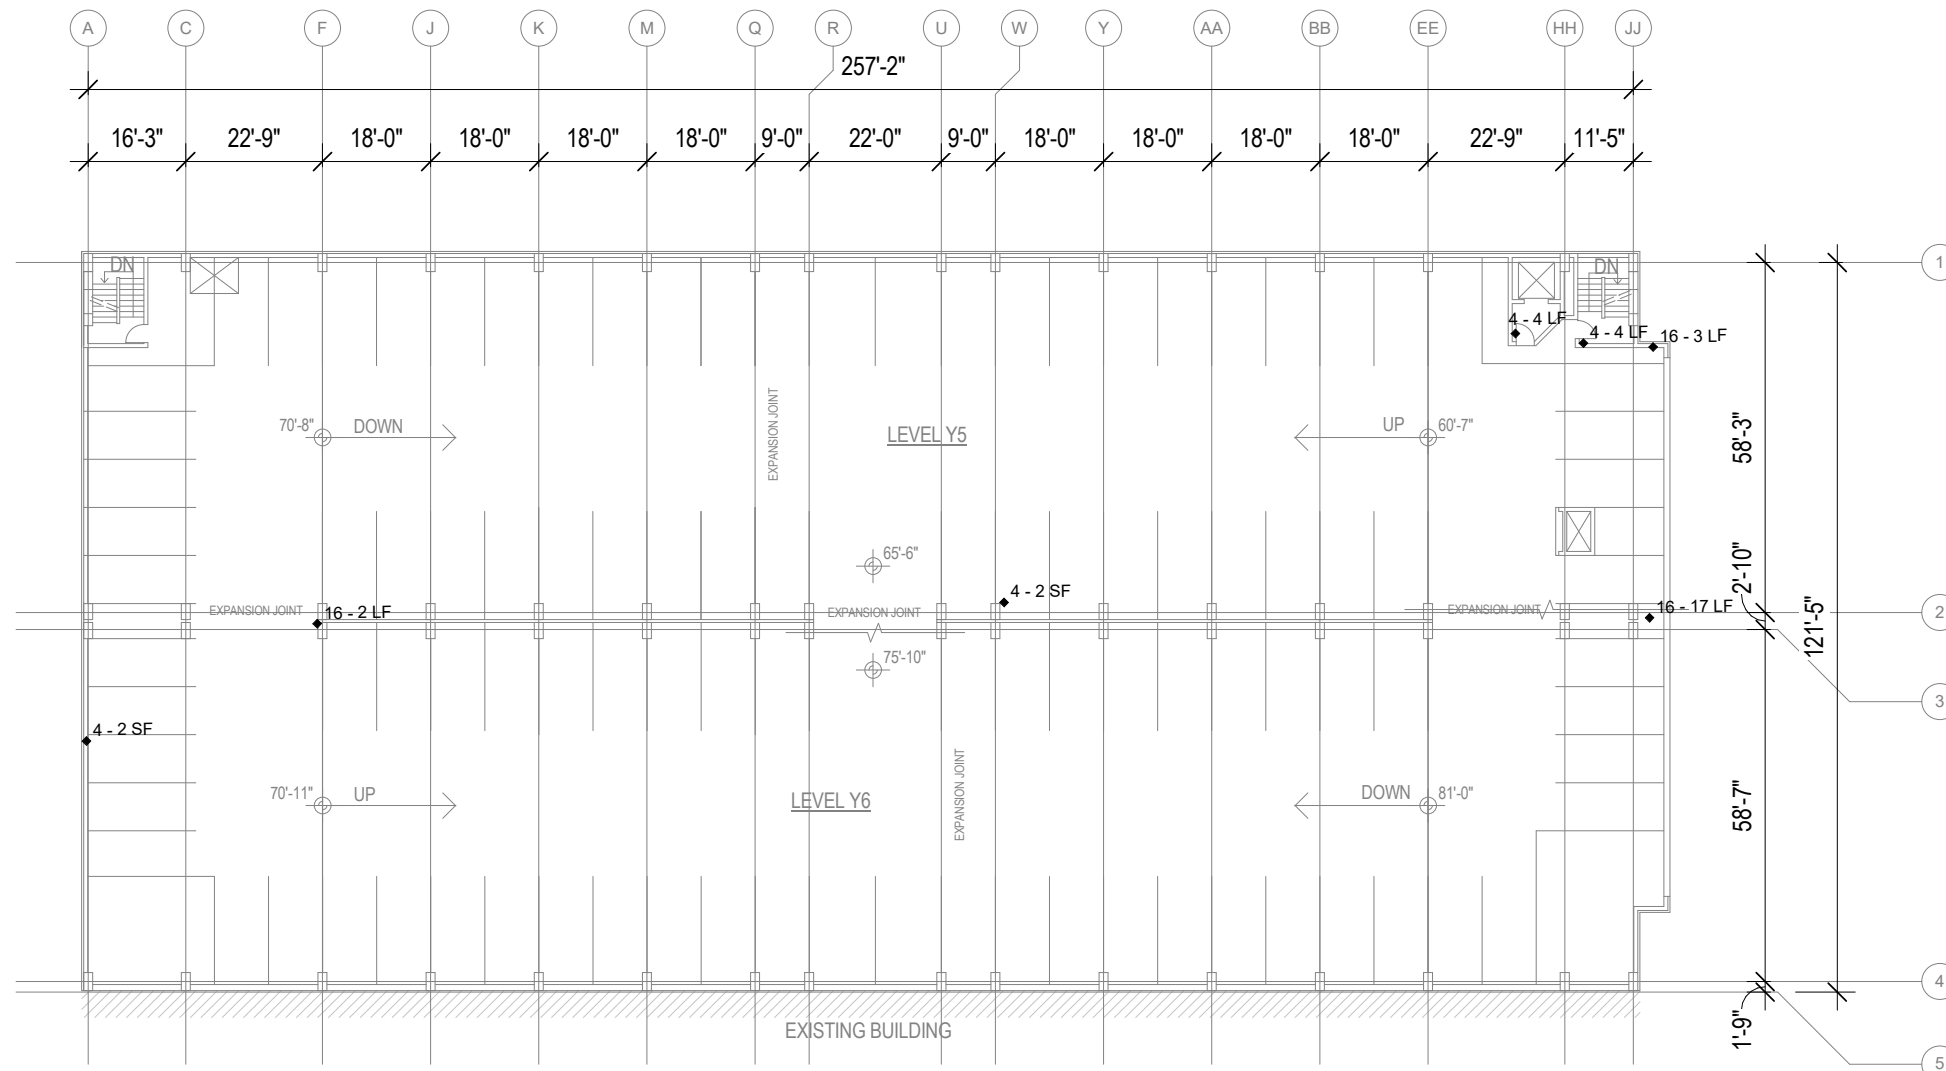 A C F J K M Q R U W Y AA BB EE HH JJ
257'-2"
16'-3" 22'-9" 18'-0" 18'-0" 18'-0" 18'-0" 9'-0" 22'-0" 9'-0" 18'-0" 18'-0" 18'-0" 18'-0" 22'-9" 11'-5"
DN
DN
1
4 - 4 LF
4 - 4 LF
16 - 3 LF
EXPANSION JOINT
70'-8"
DOWN
LEVEL Y5
UP
60'-7"
58'-3"
65'-6"
2'-10"
4 - 2 SF
EXPANSION JOINT
16 - 2 LF
EXPANSION JOINT
EXPANSION JOINT
16 - 17 LF
2
121'-5"
75'-10"
3
4 - 2 SF
EXPANSION JOINT
70'-11"
UP
LEVEL Y6
DOWN
81'-0"
58'-7"
4
EXISTING BUILDING
1'-9"
5